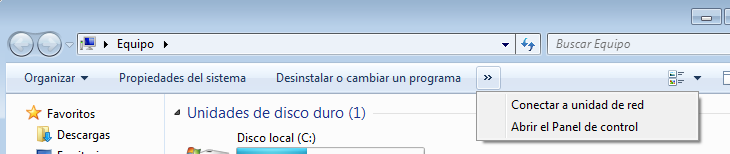 Equipo
Buscar Equipo
Organizar Propiedades del sistema Desinstalar o cambiar un programa »
Conectar a unidad de red
Abrir el Panel de control
Favoritos
Descargas
Unidades de disco duro (1)
Disco local (C:)